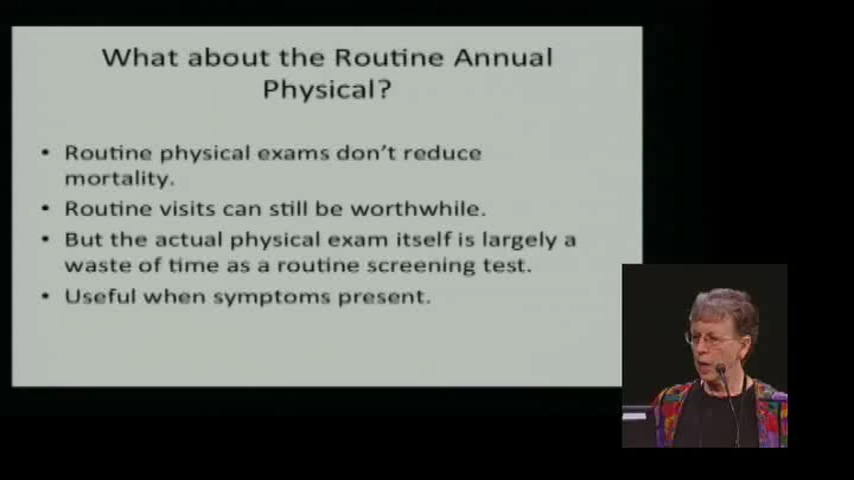 What about the Routine Annual
Physical?
• Routine physical exams don't reduce
mortality.
• Routine visits can still be worthwhile.
• But the actual physical exam itself is largely a
waste of time as a routine screening test.
• Useful when symptoms present.